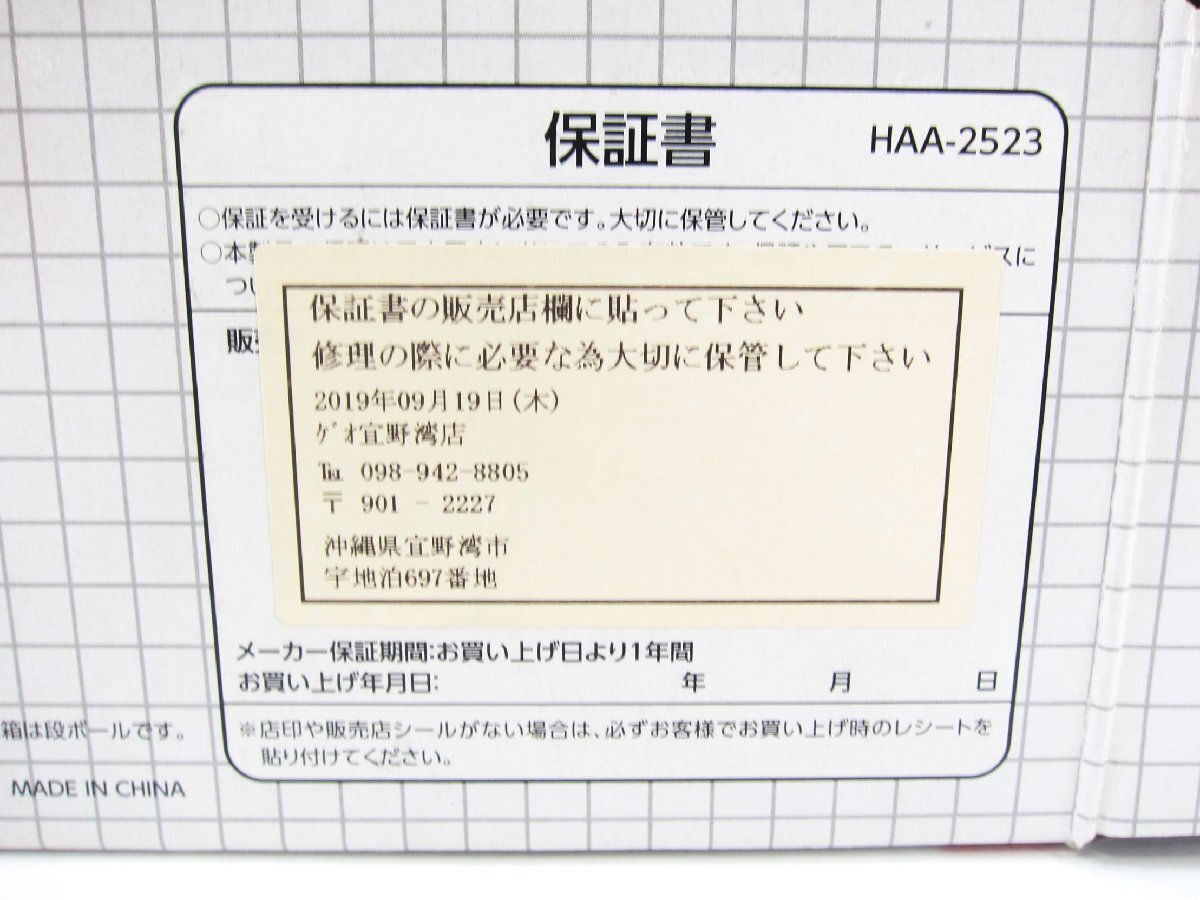 保証書 HAA-2523
○保証を受けるには保証書が必要です。大切に保管してください。
○本
スに
つ
販
保証書の販売店欄に貼って下さい
修理の際に必要な為大切に保管して下さい
2019年09月19日(木)
ｹﾞｵ宜野湾店
℡ 098-942-8805
〒 901 - 2227
沖縄県宜野湾市
宇地泊697番地
メーカー保証期間:お買い上げ日より1年間
お買い上げ年月日: 年 月 日
※店印や販売店シールがない場合は、必ずお客様でお買い上げ時のレシートを
貼り付けてください。
箱は段ボールです。
MADE IN CHINA